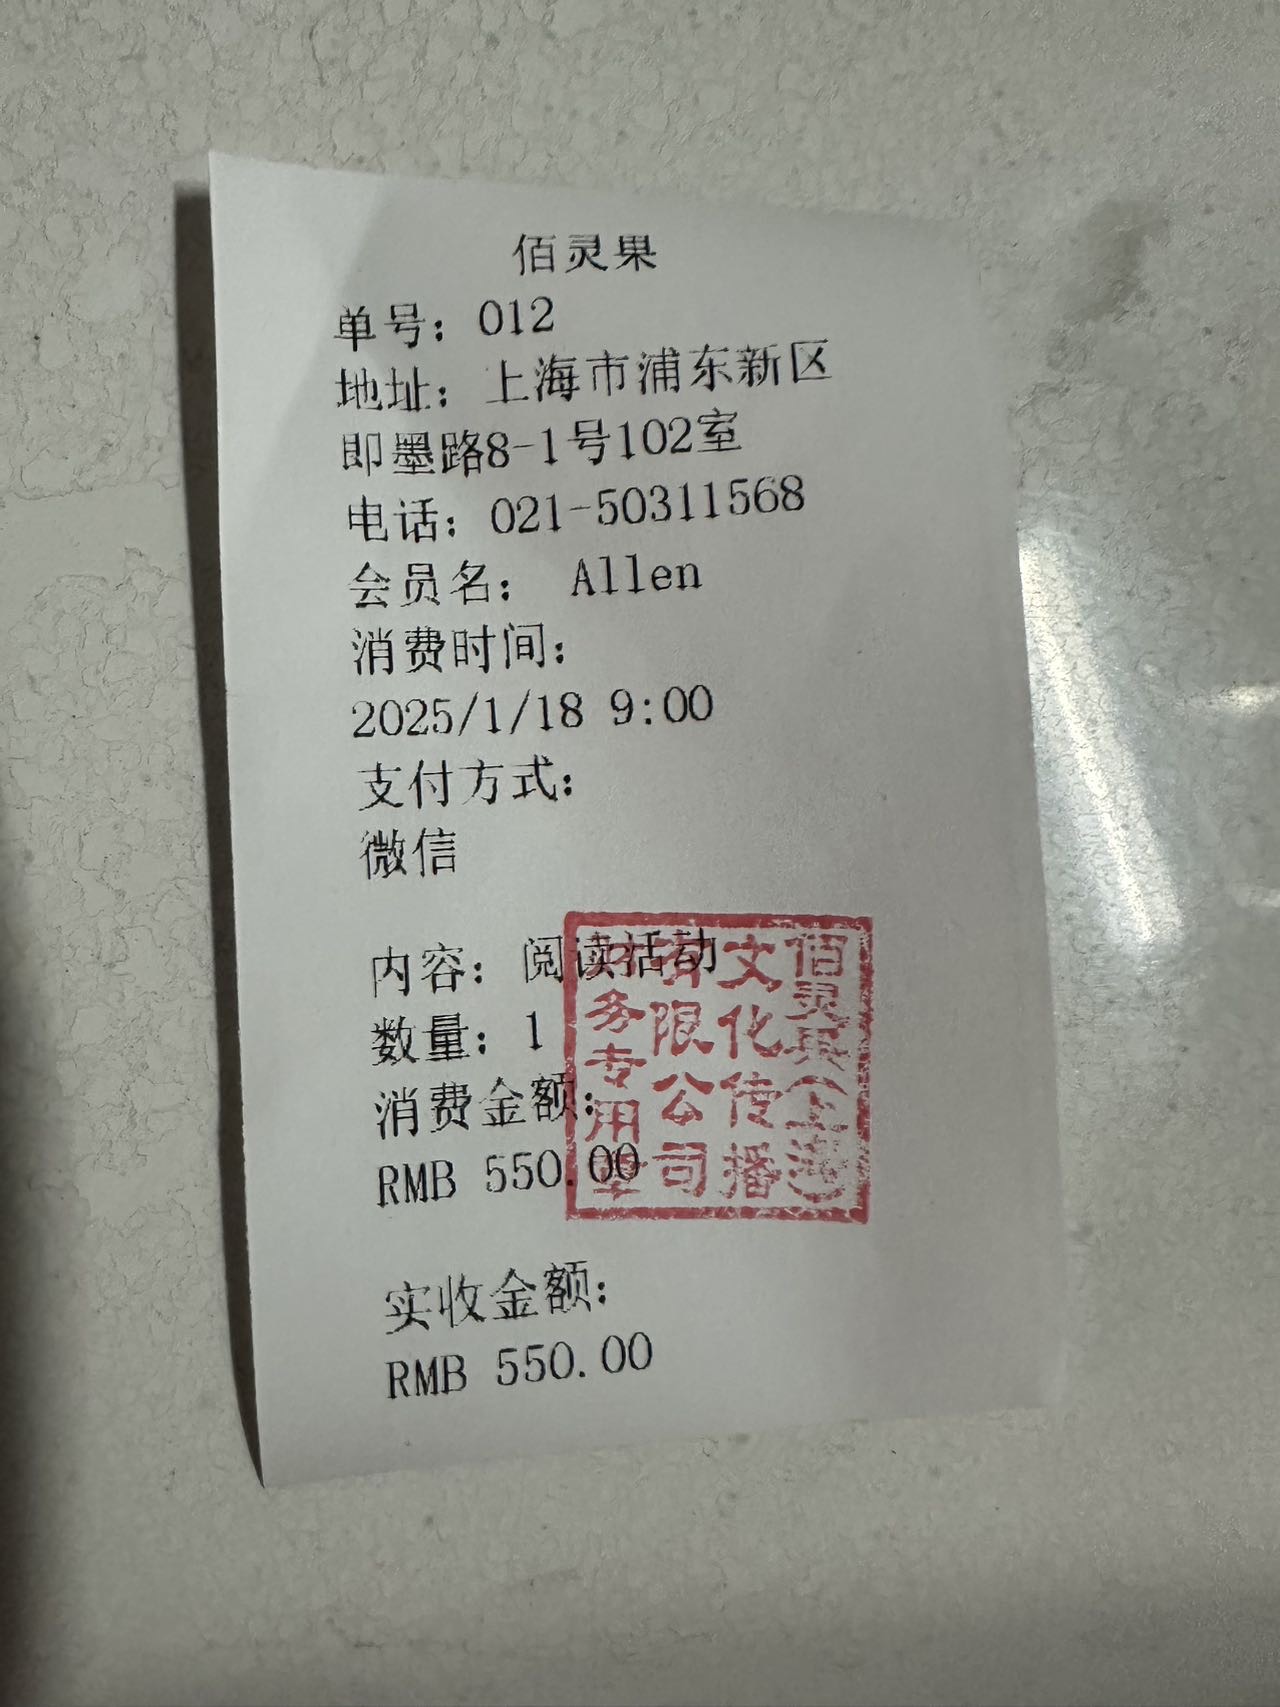 佰灵果
单号：012
地址：上海市浦东新区
即墨路8-1号102室
电话：021-50311568
会员名： Allen
消费时间：
2025/1/18 9:00
支付方式：
微信
内容：阅读活动
数量：1
消费金额：
RMB 550.00
实收金额：
RMB 550.00
佰灵果（上海）
文化传播
有限公司
财务专用章